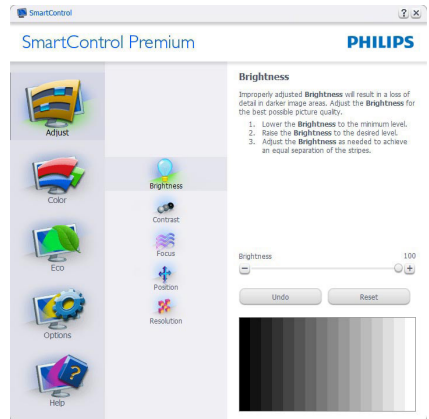 SmartControl
? ×
SmartControl Premium
PHILIPS
Adjust
Color
Eco
Options
Help
Brightness
Contrast
Focus
Position
Resolution
Brightness
Improperly adjusted Brightness will result in a loss of
detail in darker image areas. Adjust the Brightness for
the best possible picture quality.
1. Lower the Brightness to the minimum level.
2. Raise the Brightness to the desired level.
3. Adjust the Brightness as needed to achieve
an equal separation of the stripes.
Brightness 100
Undo Reset